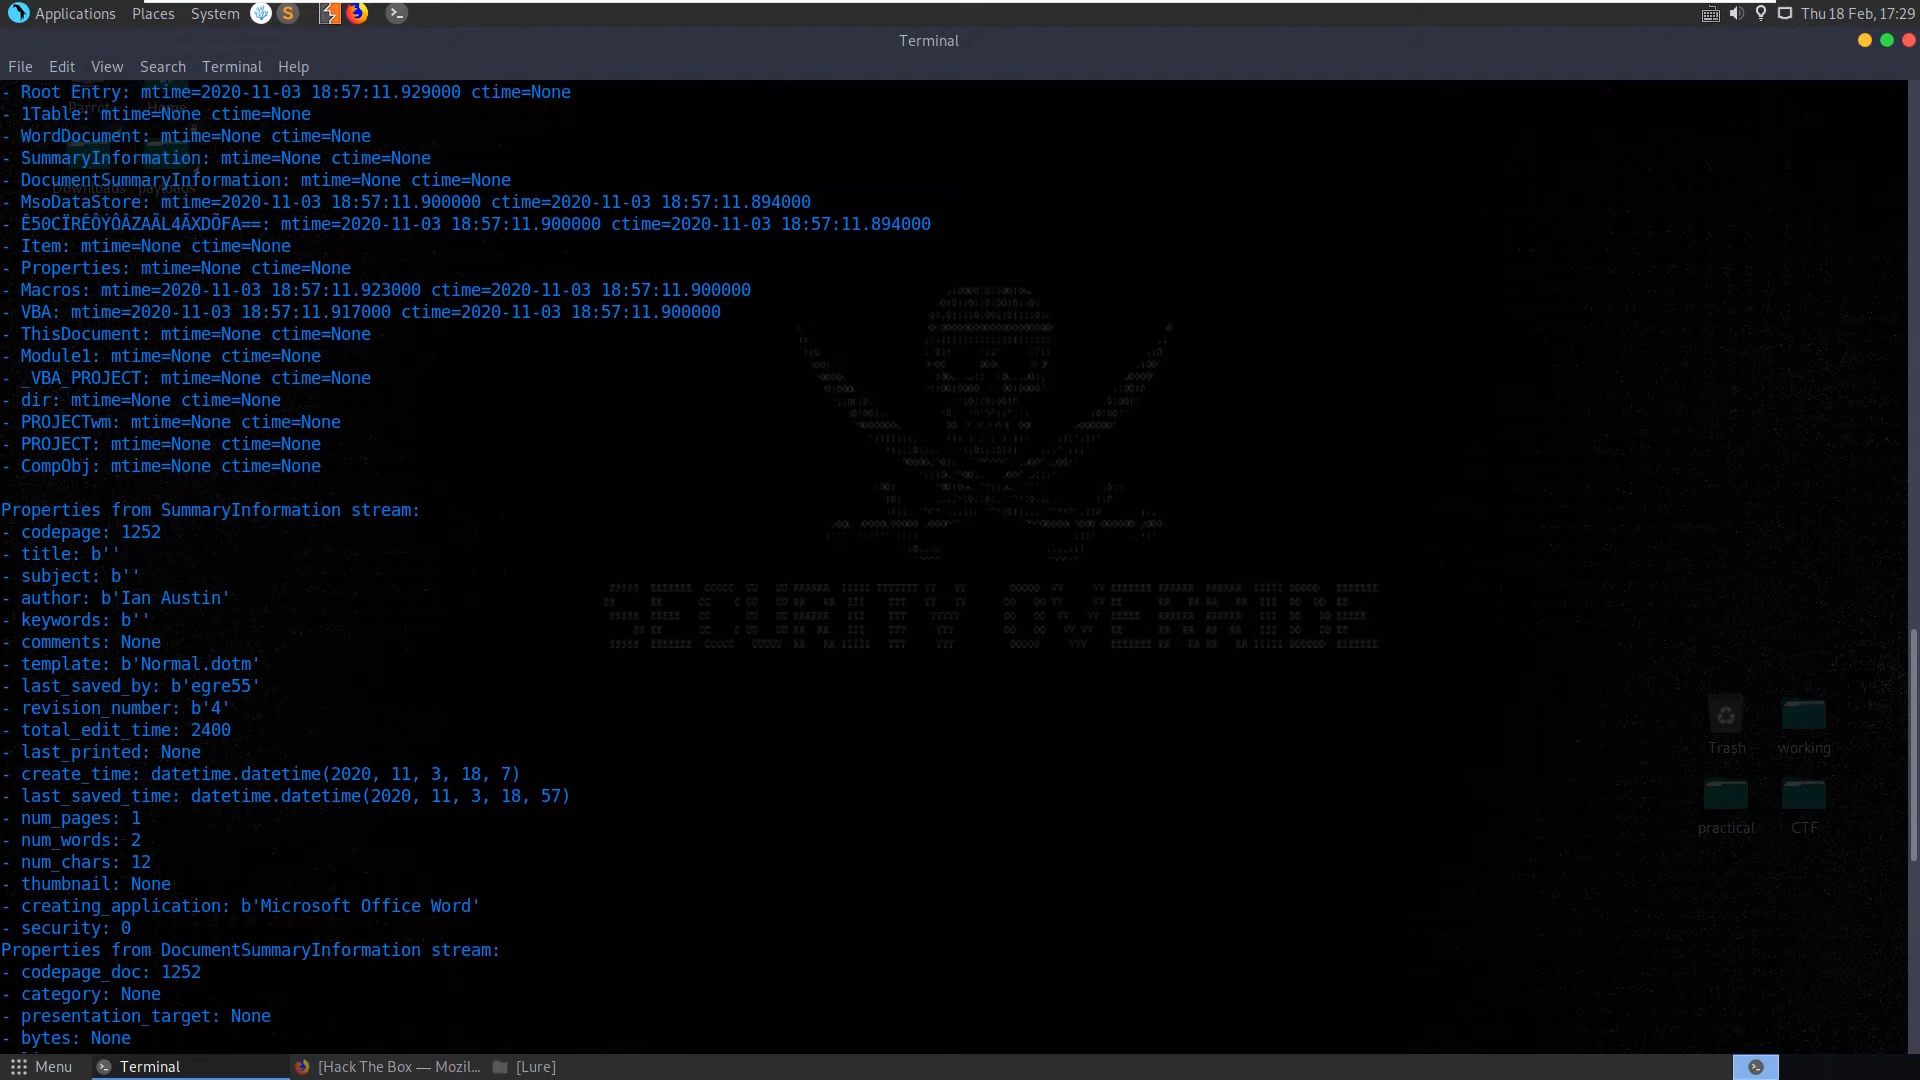 Applications Places System Thu 18 Feb, 17:29
Terminal
File Edit View Search Terminal Help
- Root Entry: mtime=2020-11-03 18:57:11.929000 ctime=None
- 1Table: mtime=None ctime=None
- WordDocument: mtime=None ctime=None
- SummaryInformation: mtime=None ctime=None
- DocumentSummaryInformation: mtime=None ctime=None
- MsoDataStore: mtime=2020-11-03 18:57:11.900000 ctime=2020-11-03 18:57:11.894000
mtime=2020-11-03 18:57:11.900000 ctime=2020-11-03 18:57:11.894000
- Item: mtime=None ctime=None
- Properties: mtime=None ctime=None
- Macros: mtime=2020-11-03 18:57:11.923000 ctime=2020-11-03 18:57:11.900000
- VBA: mtime=2020-11-03 18:57:11.917000 ctime=2020-11-03 18:57:11.900000
- ThisDocument: mtime=None ctime=None
- Module1: mtime=None ctime=None
- _VBA_PROJECT: mtime=None ctime=None
- dir: mtime=None ctime=None
- PROJECTwm: mtime=None ctime=None
- PROJECT: mtime=None ctime=None
- CompObj: mtime=None ctime=None
Properties from SummaryInformation stream:
- codepage: 1252
- title: b''
- subject: b''
- author: b'Ian Austin'
- keywords: b''
- comments: None
- template: b'Normal.dotm'
- last_saved_by: b'egre55'
- revision_number: b'4'
- total_edit_time: 2400
- last_printed: None
- create_time: datetime.datetime(2020, 11, 3, 18, 7)
- last_saved_time: datetime.datetime(2020, 11, 3, 18, 57)
- num_pages: 1
- num_words: 2
- num_chars: 12
- thumbnail: None
- creating_application: b'Microsoft Office Word'
- security: 0
Properties from DocumentSummaryInformation stream:
- codepage_doc: 1252
- category: None
- presentation_target: None
- bytes: None
SECURITY OVERRIDE
Parrot Home
Downloads payloads
Trash working
practical CTF
Menu Terminal [Hack The Box — Mozil... [Lure]